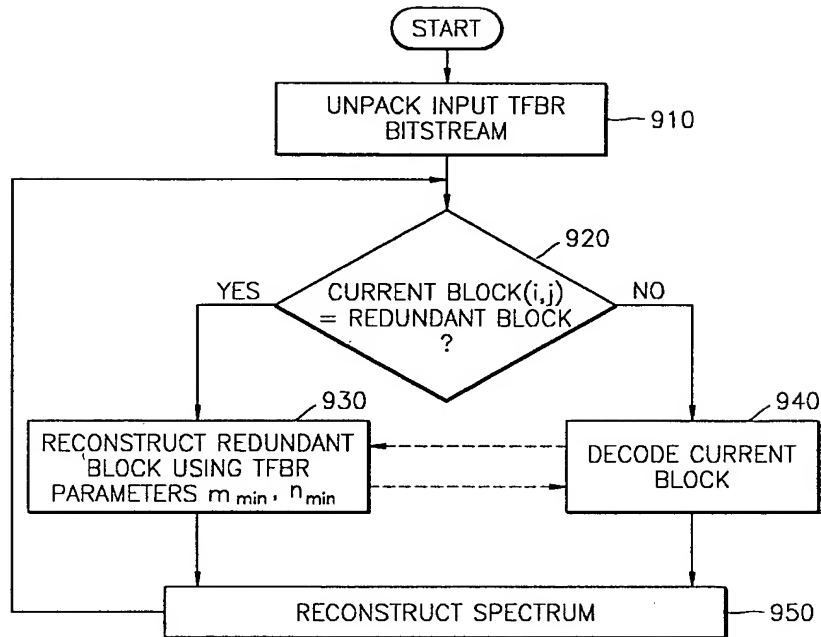 START
UNPACK INPUT TFBR
BITSTREAM
910
920
CURRENT BLOCK(i,j)
= REDUNDANT BLOCK
?
YES
NO
930
RECONSTRUCT REDUNDANT
BLOCK USING TFBR
PARAMETERS m min, n min
940
DECODE CURRENT
BLOCK
RECONSTRUCT SPECTRUM
950